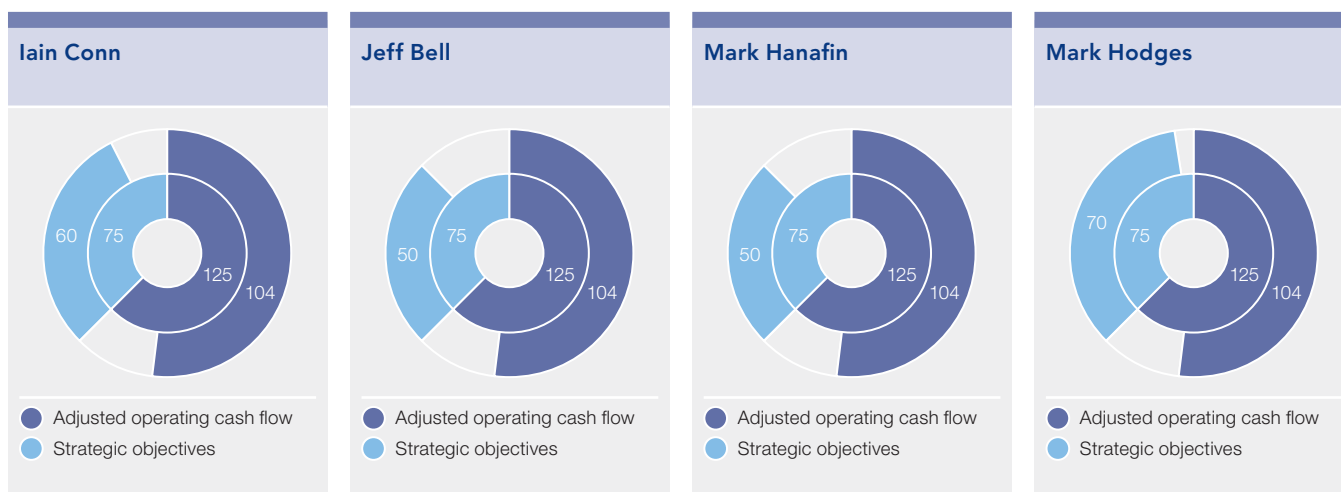 Iain Conn
60
75
125
104
Adjusted operating cash flow
Strategic objectives
Jeff Bell
50
75
125
104
Adjusted operating cash flow
Strategic objectives
Mark Hanafin
50
75
125
104
Adjusted operating cash flow
Strategic objectives
Mark Hodges
70
75
125
104
Adjusted operating cash flow
Strategic objectives